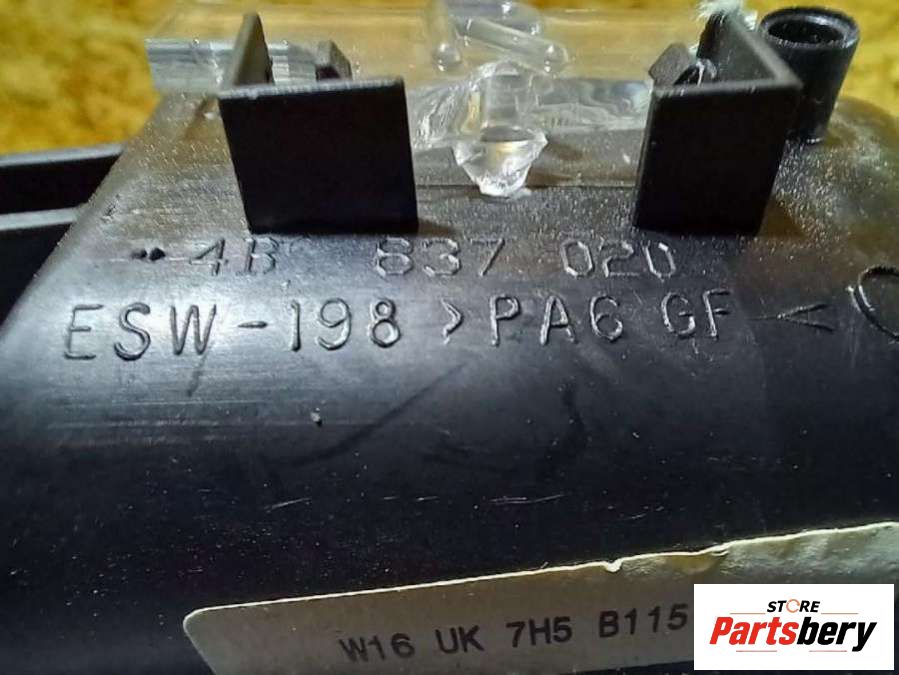 4B 837 020
ESW-198 >PA6 GF<
W16 UK 7H5 B115
STORE
Partsbery